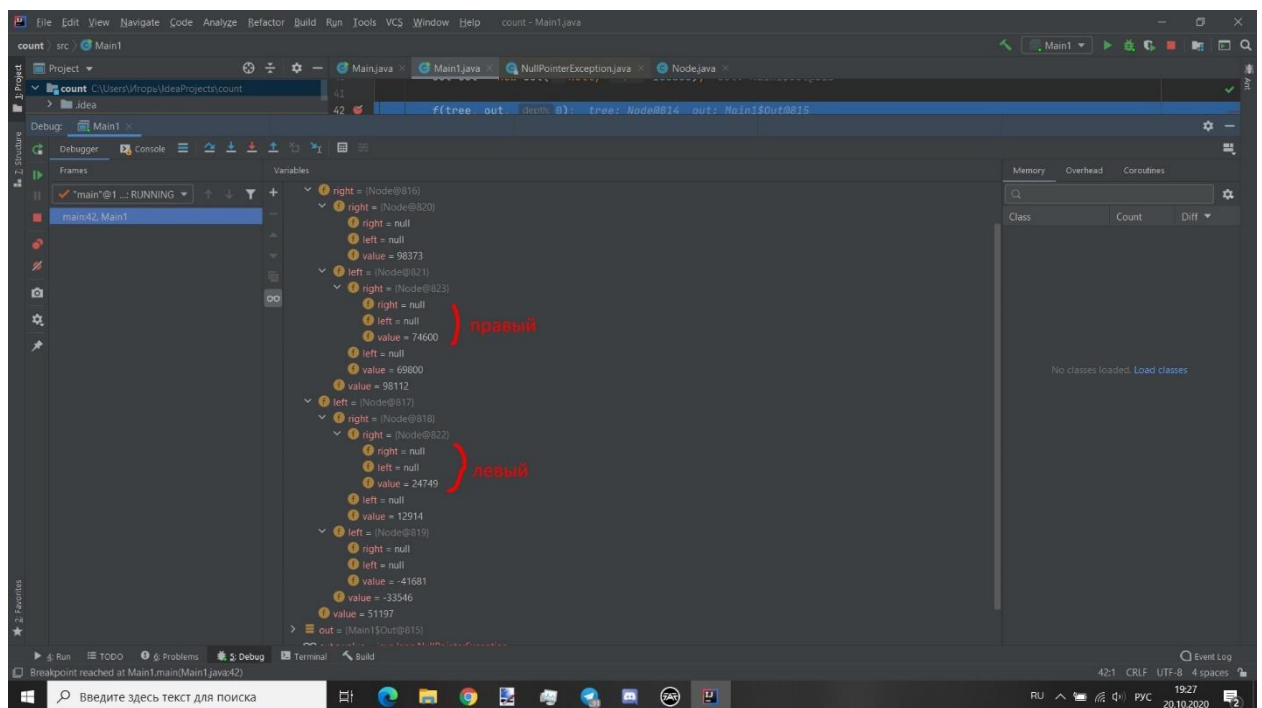 File Edit View Navigate Code Analyze Refactor Build Run Tools VCS Window Help count - Main1.java
count src Main1 Main1
Project Main.java Main1.java NullPointerException.java Node.java
count C:\Users\Игорь\IdeaProjects\count 41
.idea
42 f(tree, out, depth: 0); tree: Node@814 out: Main1$Out@815
Debug: Main1
Debugger Console
Frames Variables Memory Overhead Coroutines
"main"@1 ...: RUNNING
main:42, Main1
Class Count Diff
right = {Node@816}
right = {Node@820}
right = null
left = null
value = 98373
left = {Node@821}
right = {Node@823}
right = null
left = null
value = 74600
правый
left = null
value = 69800
value = 98112
left = {Node@817}
right = {Node@818}
right = {Node@822}
right = null
left = null
value = 24749
левый
left = null
value = 12914
left = {Node@819}
right = null
left = null
value = -41681
value = -33546
value = 51197
out = {Main1$Out@815}
No classes loaded. Load classes
1: Project
Z: Structure
2: Favorites
Ant
4: Run TODO 6: Problems 5: Debug Terminal Build Event Log
Breakpoint reached at Main1.main(Main1.java:42) 42:1 CRLF UTF-8 4 spaces
Введите здесь текст для поиска
FAR
RU РУС 19:27
20.10.2020 2